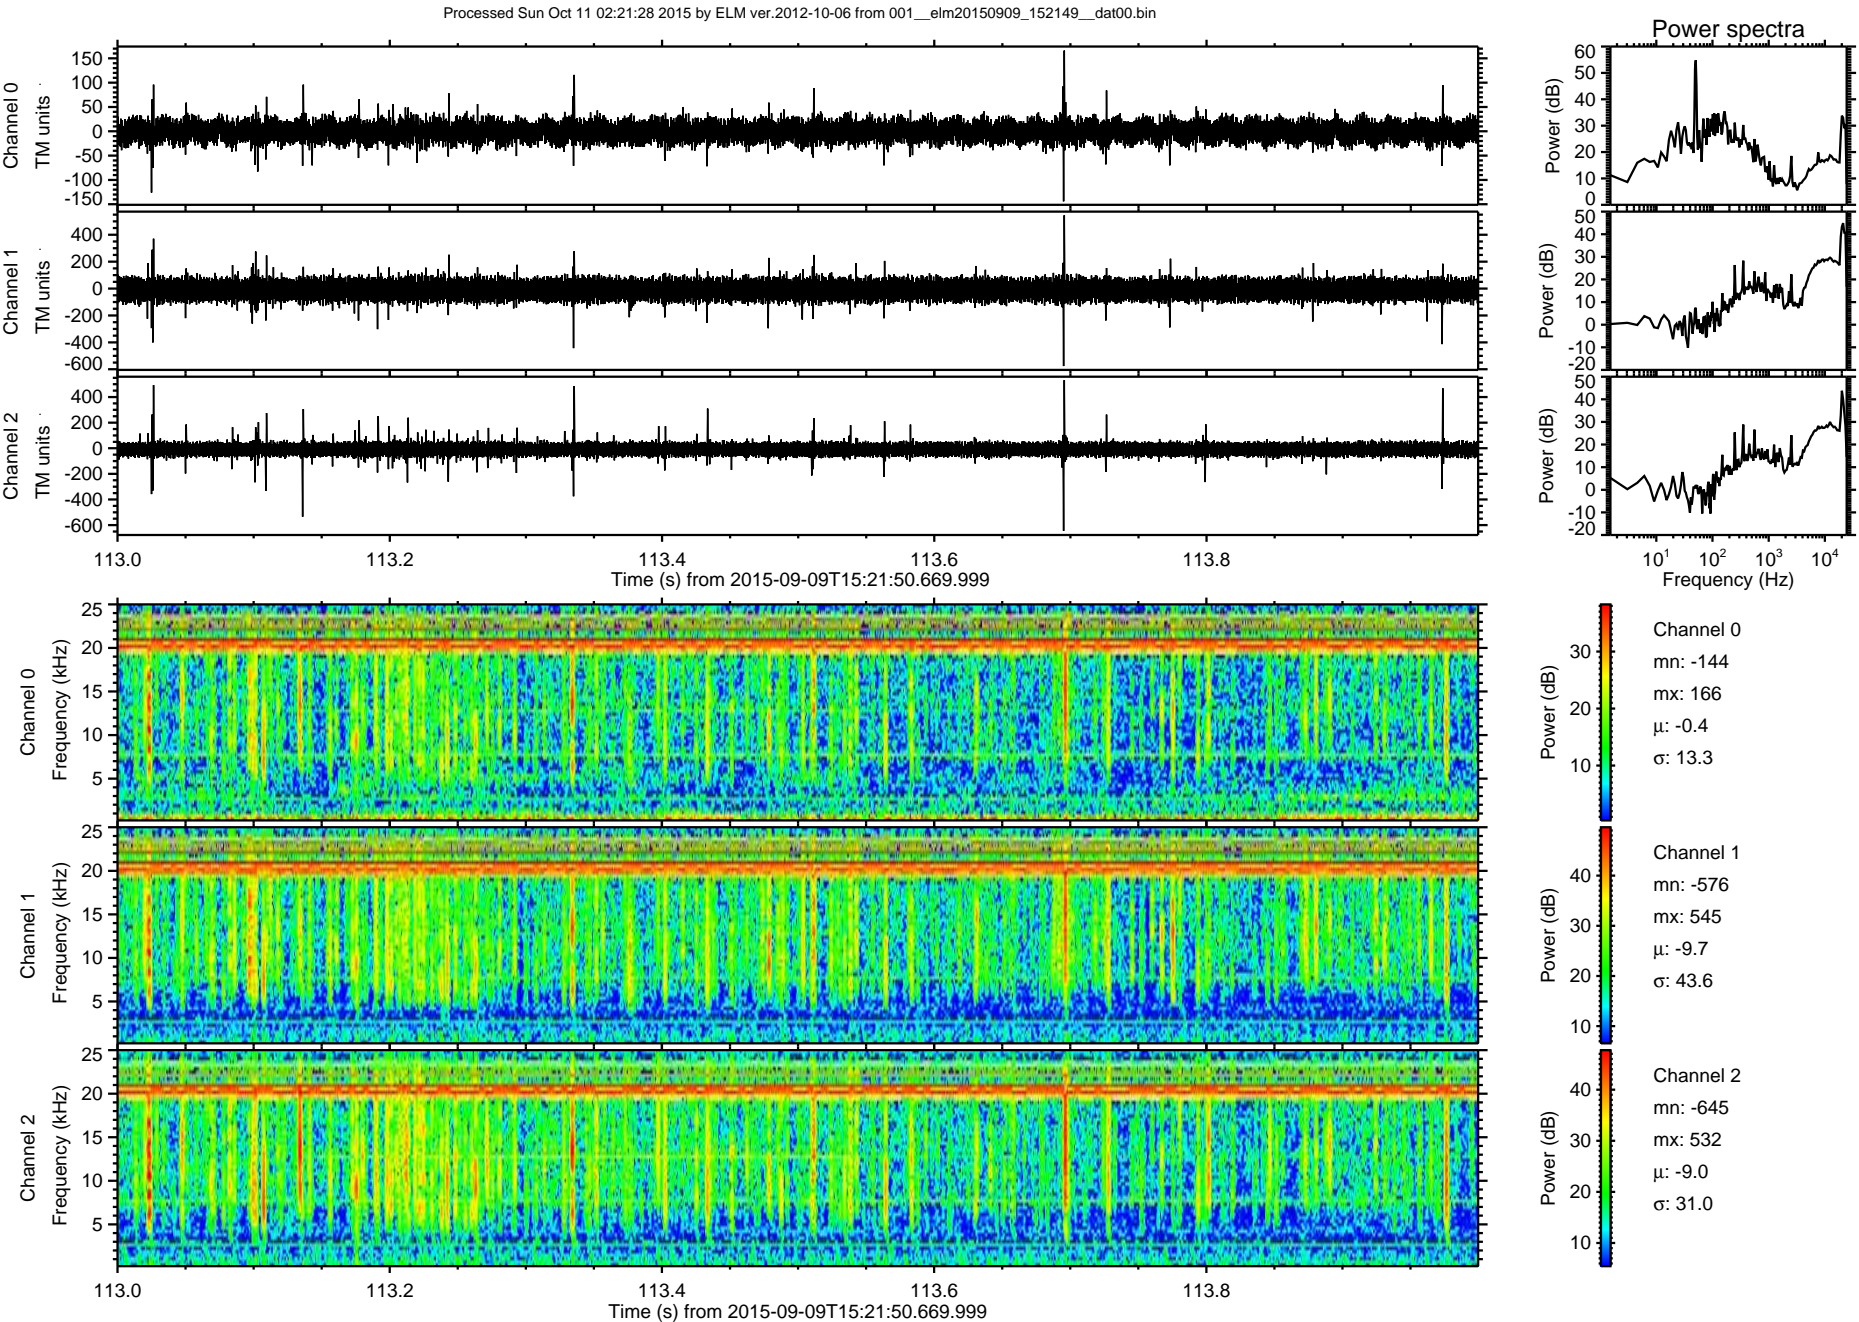 Processed Sun Oct 11 02:21:28 2015 by ELM ver.2012-10-06 from 001__elm20150909_152149__dat00.bin
Power spectra
Channel 0
TM units
150
100
50
0
-50
-100
-150
Power (dB)
60
50
40
30
20
10
0
Channel 1
TM units
400
200
0
-200
-400
-600
Power (dB)
50
40
30
20
10
0
-10
-20
Channel 2
TM units
400
200
0
-200
-400
-600
Power (dB)
50
40
30
20
10
0
-10
-20
113.0 113.2 113.4 113.6 113.8
Time (s) from 2015-09-09T15:21:50.669.999
10^1 10^2 10^3 10^4
Frequency (Hz)
Channel 0
Frequency (kHz)
25
20
15
10
5
Power (dB)
30
20
10
Channel 0
mn: -144
mx: 166
μ: -0.4
σ: 13.3
Channel 1
Frequency (kHz)
25
20
15
10
5
Power (dB)
40
30
20
10
Channel 1
mn: -576
mx: 545
μ: -9.7
σ: 43.6
Channel 2
Frequency (kHz)
25
20
15
10
5
Power (dB)
40
30
20
10
Channel 2
mn: -645
mx: 532
μ: -9.0
σ: 31.0
113.0 113.2 113.4 113.6 113.8
Time (s) from 2015-09-09T15:21:50.669.999